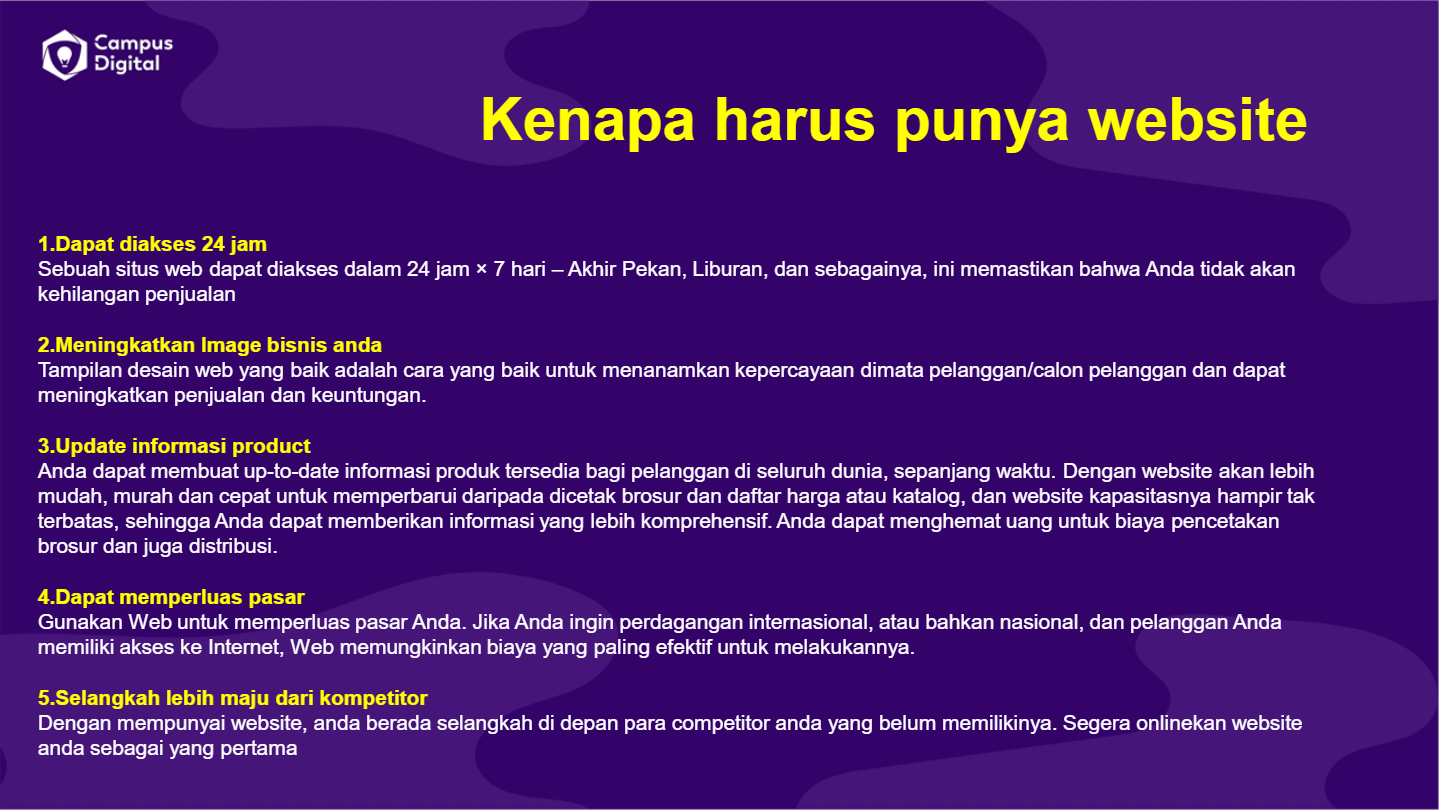 Campus
Digital
Kenapa harus punya website
1.Dapat diakses 24 jam
Sebuah situs web dapat diakses dalam 24 jam × 7 hari – Akhir Pekan, Liburan, dan sebagainya, ini memastikan bahwa Anda tidak akan
kehilangan penjualan
2.Meningkatkan Image bisnis anda
Tampilan desain web yang baik adalah cara yang baik untuk menanamkan kepercayaan dimata pelanggan/calon pelanggan dan dapat
meningkatkan penjualan dan keuntungan.
3.Update informasi product
Anda dapat membuat up-to-date informasi produk tersedia bagi pelanggan di seluruh dunia, sepanjang waktu. Dengan website akan lebih
mudah, murah dan cepat untuk memperbarui daripada dicetak brosur dan daftar harga atau katalog, dan website kapasitasnya hampir tak
terbatas, sehingga Anda dapat memberikan informasi yang lebih komprehensif. Anda dapat menghemat uang untuk biaya pencetakan
brosur dan juga distribusi.
4.Dapat memperluas pasar
Gunakan Web untuk memperluas pasar Anda. Jika Anda ingin perdagangan internasional, atau bahkan nasional, dan pelanggan Anda
memiliki akses ke Internet, Web memungkinkan biaya yang paling efektif untuk melakukannya.
5.Selangkah lebih maju dari kompetitor
Dengan mempunyai website, anda berada selangkah di depan para competitor anda yang belum memilikinya. Segera onlinekan website
anda sebagai yang pertama